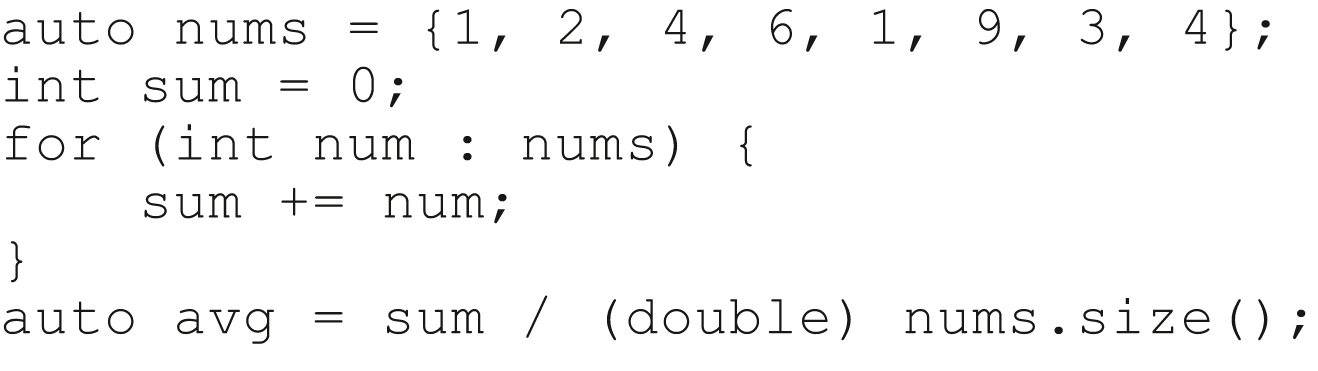 auto nums = {1, 2, 4, 6, 1, 9, 3, 4};
int sum = 0;
for (int num : nums) {
    sum += num;
}
auto avg = sum / (double) nums.size();